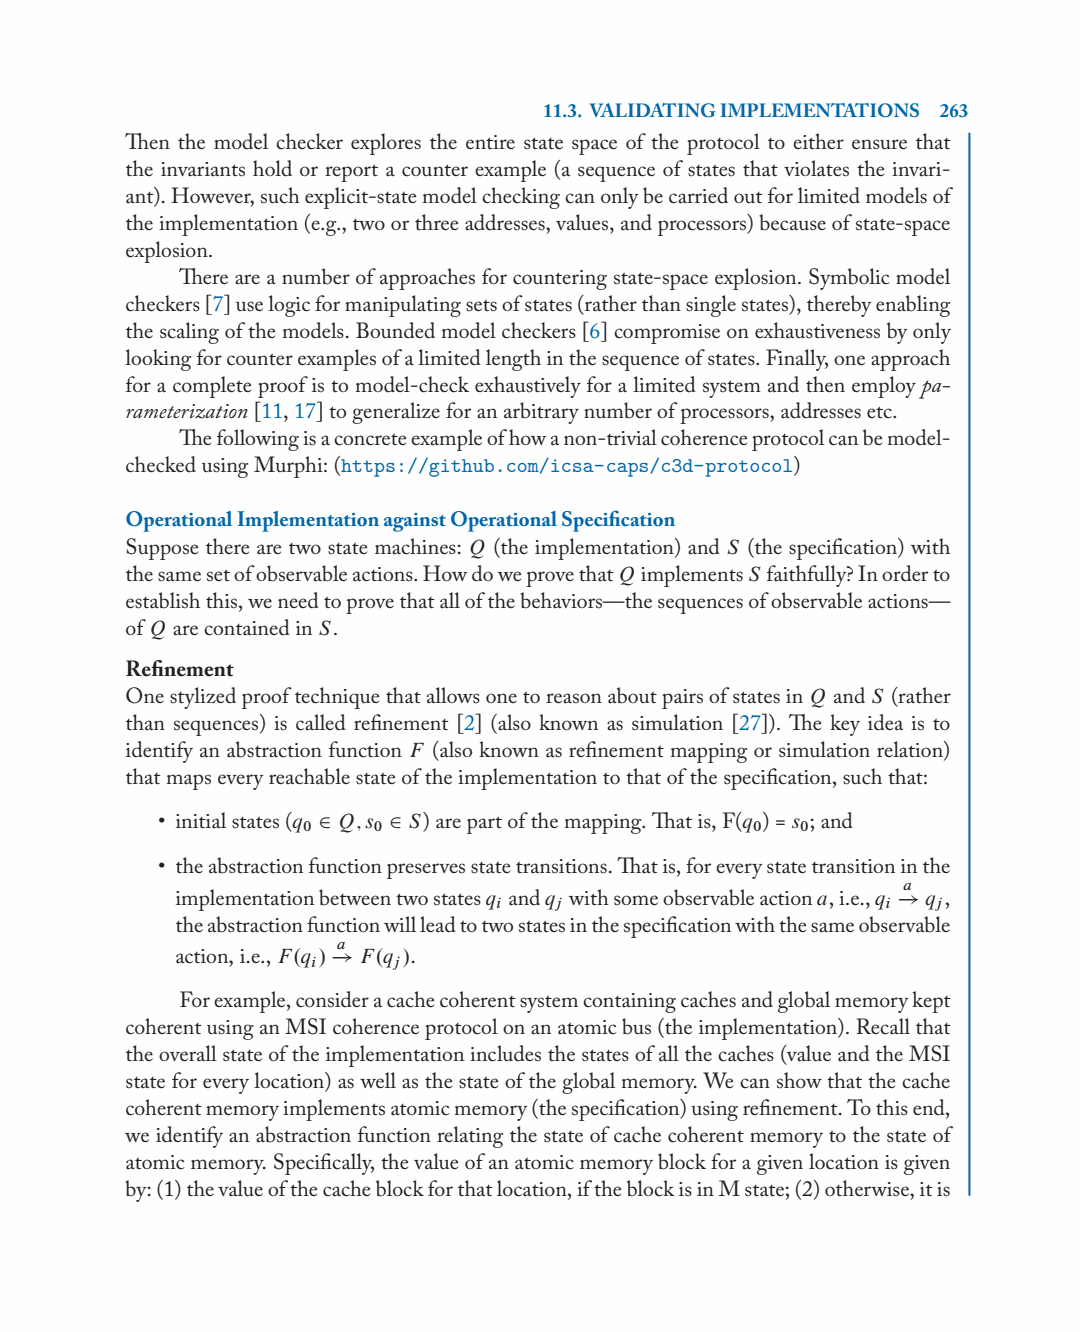 11.3. VALIDATING IMPLEMENTATIONS 263
Then the model checker explores the entire state space of the protocol to either ensure that
the invariants hold or report a counter example (a sequence of states that violates the invari-
ant). However, such explicit-state model checking can only be carried out for limited models of
the implementation (e.g., two or three addresses, values, and processors) because of state-space
explosion.
There are a number of approaches for countering state-space explosion. Symbolic model
checkers [7] use logic for manipulating sets of states (rather than single states), thereby enabling
the scaling of the models. Bounded model checkers [6] compromise on exhaustiveness by only
looking for counter examples of a limited length in the sequence of states. Finally, one approach
for a complete proof is to model-check exhaustively for a limited system and then employ pa-
rameterization [11, 17] to generalize for an arbitrary number of processors, addresses etc.
The following is a concrete example of how a non-trivial coherence protocol can be model-
checked using Murphi: (https://github.com/icsa-caps/c3d-protocol)
Operational Implementation against Operational Specification
Suppose there are two state machines: Q (the implementation) and S (the specification) with
the same set of observable actions. How do we prove that Q implements S faithfully? In order to
establish this, we need to prove that all of the behaviors—the sequences of observable actions—
of Q are contained in S.
Refinement
One stylized proof technique that allows one to reason about pairs of states in Q and S (rather
than sequences) is called refinement [2] (also known as simulation [27]). The key idea is to
identify an abstraction function F (also known as refinement mapping or simulation relation)
that maps every reachable state of the implementation to that of the specification, such that:
• initial states (q₀ ∈ Q, s₀ ∈ S) are part of the mapping. That is, F(q₀) = s₀; and
• the abstraction function preserves state transitions. That is, for every state transition in the
implementation between two states qᵢ and qⱼ with some observable action a, i.e., qᵢ →ᵃ qⱼ,
the abstraction function will lead to two states in the specification with the same observable
action, i.e., F(qᵢ) →ᵃ F(qⱼ).
For example, consider a cache coherent system containing caches and global memory kept
coherent using an MSI coherence protocol on an atomic bus (the implementation). Recall that
the overall state of the implementation includes the states of all the caches (value and the MSI
state for every location) as well as the state of the global memory. We can show that the cache
coherent memory implements atomic memory (the specification) using refinement. To this end,
we identify an abstraction function relating the state of cache coherent memory to the state of
atomic memory. Specifically, the value of an atomic memory block for a given location is given
by: (1) the value of the cache block for that location, if the block is in M state; (2) otherwise, it is